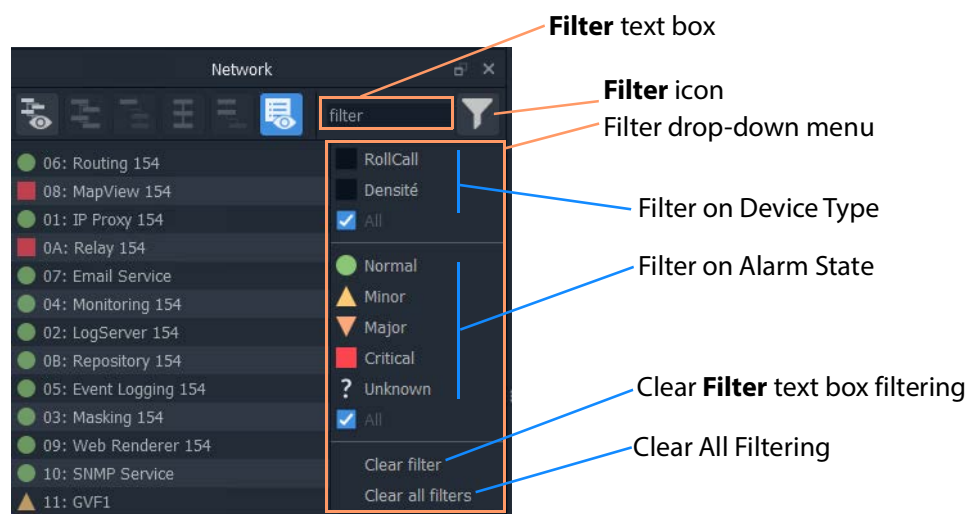 Filter text box
Network
Filter icon
filter
Filter drop-down menu
06: Routing 154
08: MapView 154
01: IP Proxy 154
0A: Relay 154
07: Email Service
04: Monitoring 154
02: LogServer 154
0B: Repository 154
05: Event Logging 154
03: Masking 154
09: Web Renderer 154
10: SNMP Service
11: GVF1
RollCall
Densité
All
Filter on Device Type
Normal
Minor
Major
Critical
? Unknown
All
Filter on Alarm State
Clear filter
Clear all filters
Clear Filter text box filtering
Clear All Filtering